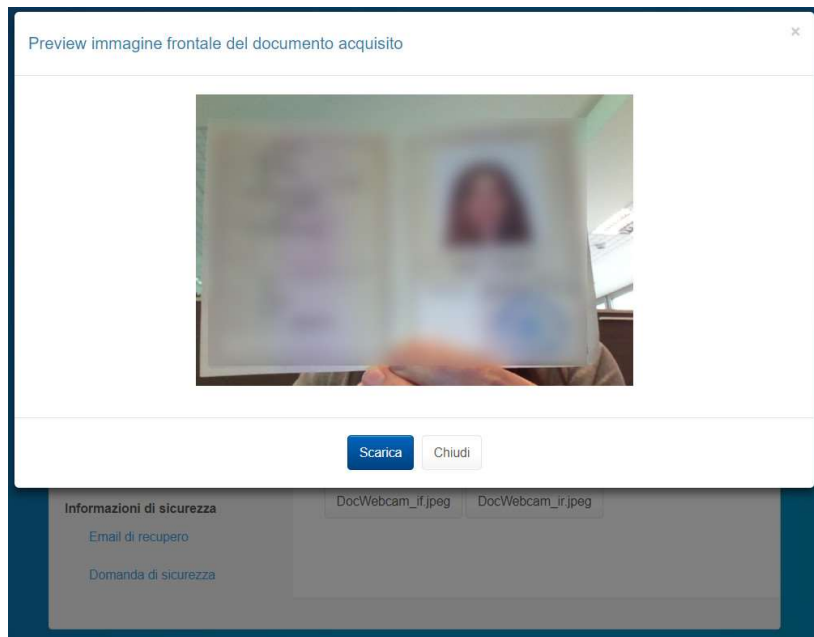 Preview immagine frontale del documento acquisito
×
Scarica
Chiudi
DocWebcam_if.jpeg
DocWebcam_ir.jpeg
Informazioni di sicurezza
Email di recupero
Domanda di sicurezza